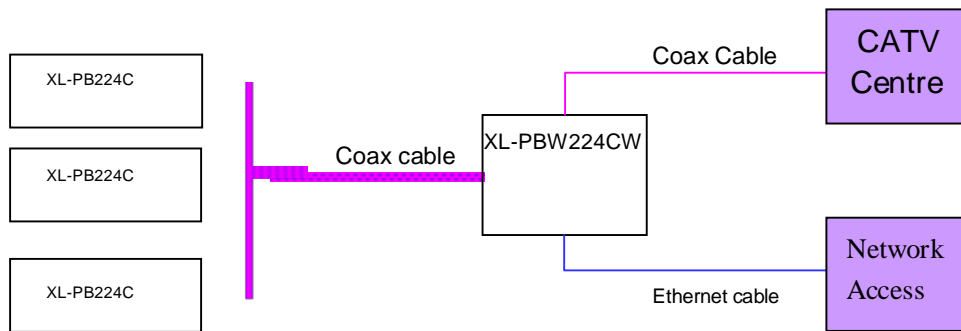 XL-PB224C
XL-PB224C
XL-PB224C
Coax cable
XL-PBW224CW
Coax Cable
CATV
Centre
Ethernet cable
Network
Access